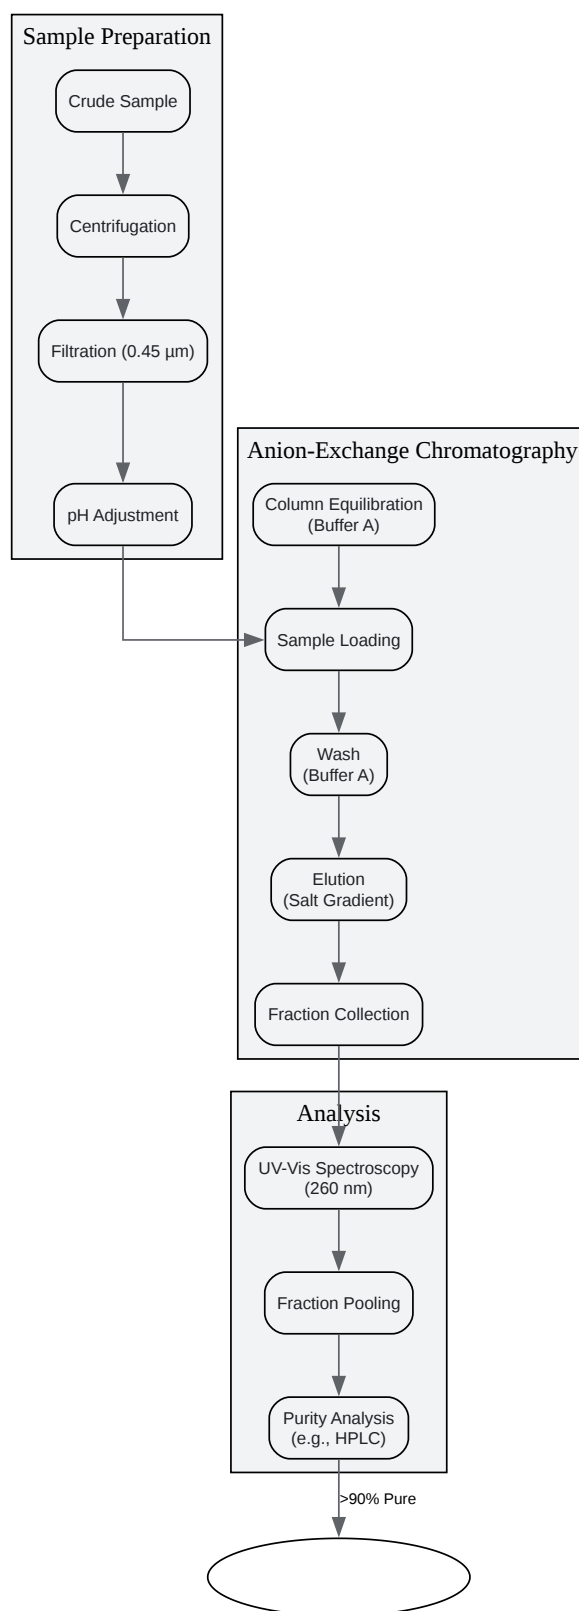 Sample Preparation
Crude Sample
Centrifugation
Filtration (0.45 µm)
pH Adjustment
Anion-Exchange Chromatography
Column Equilibration
(Buffer A)
Sample Loading
Wash
(Buffer A)
Elution
(Salt Gradient)
Fraction Collection
Analysis
UV-Vis Spectroscopy
(260 nm)
Fraction Pooling
Purity Analysis
(e.g., HPLC)
>90% Pure